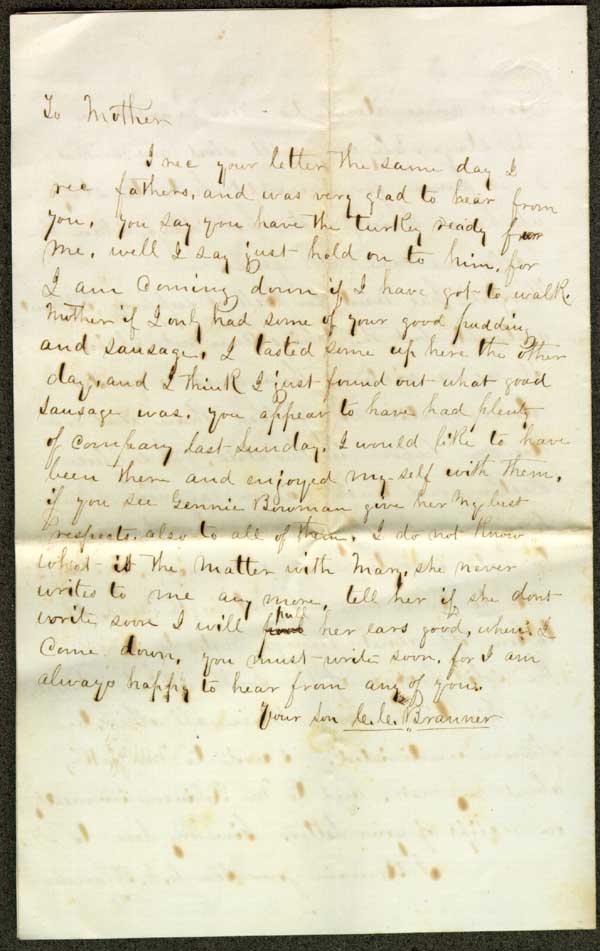 To Mother
I rec your letter the same day I
rec fathers, and was very glad to hear from
you, you say you have the turkey ready for
me, well I say just hold on to him, for
I am coming down if I have got to walk.
Mother if I only had some of your good pudding
and sausage, I tasted some up here the other
day, and I think I just found out what good
sausage was. you appear to have had plenty
of company last Sunday, I would like to have
been there and enjoyed my-self with them,
if you see Gennie Bowman give her my best
respects. also to all of them, I do not know
what is the matter with Mary, she never
writes to me any more, tell her if she dont
write soon I will pull her ears good, when I
come down, you must write soon, for I am
always happy to hear from any of you.
Your son C.C. Branner